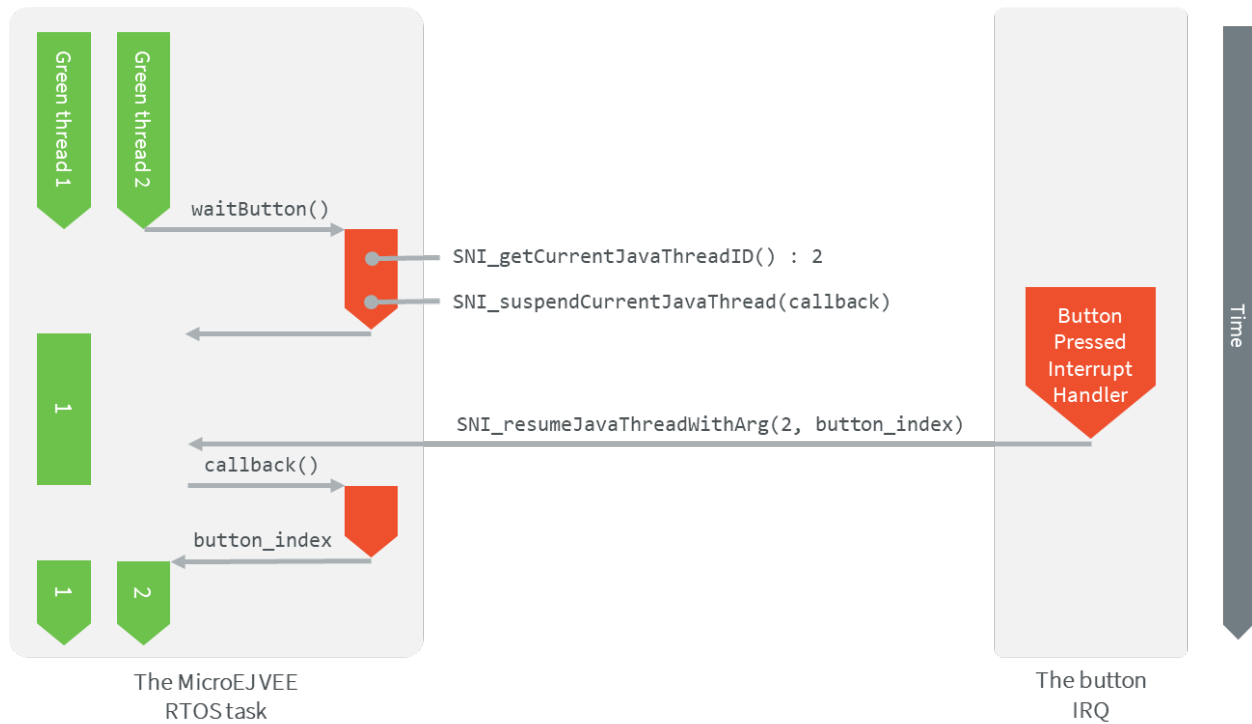 Green thread 1
Green thread 2
waitButton()
SNI_getCurrentJavaThreadID() : 2
SNI_suspendCurrentJavaThread(callback)
Button
Pressed
Interrupt
Handler
Time
1
SNI_resumeJavaThreadWithArg(2, button_index)
callback()
button_index
1
2
The MicroEJ VEE
RTOS task
The button
IRQ